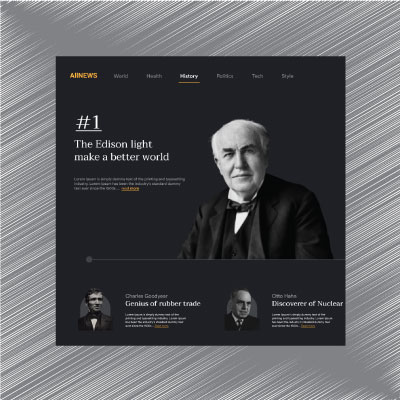 AllNEWS World Health History Politics Tech Style
#1
The Edison light
make a better world
Lorem Ipsum is simply dummy text of the printing and typesetting
industry. Lorem Ipsum has been the industry's standard dummy
text ever since the 1500s ... read more
Charles Goodyear
Genius of rubber trade
Lorem Ipsum is simply dummy text of the
printing and typesetting industry. Lorem Ipsum
has been the industry's standard dummy text
ever since the 1500s ... read more
Otto Hahn
Discoverer of Nuclear
Lorem Ipsum is simply dummy text of the
printing and typesetting industry. Lorem Ipsum
has been the industry's standard dummy text
ever since the 1500s ... read more